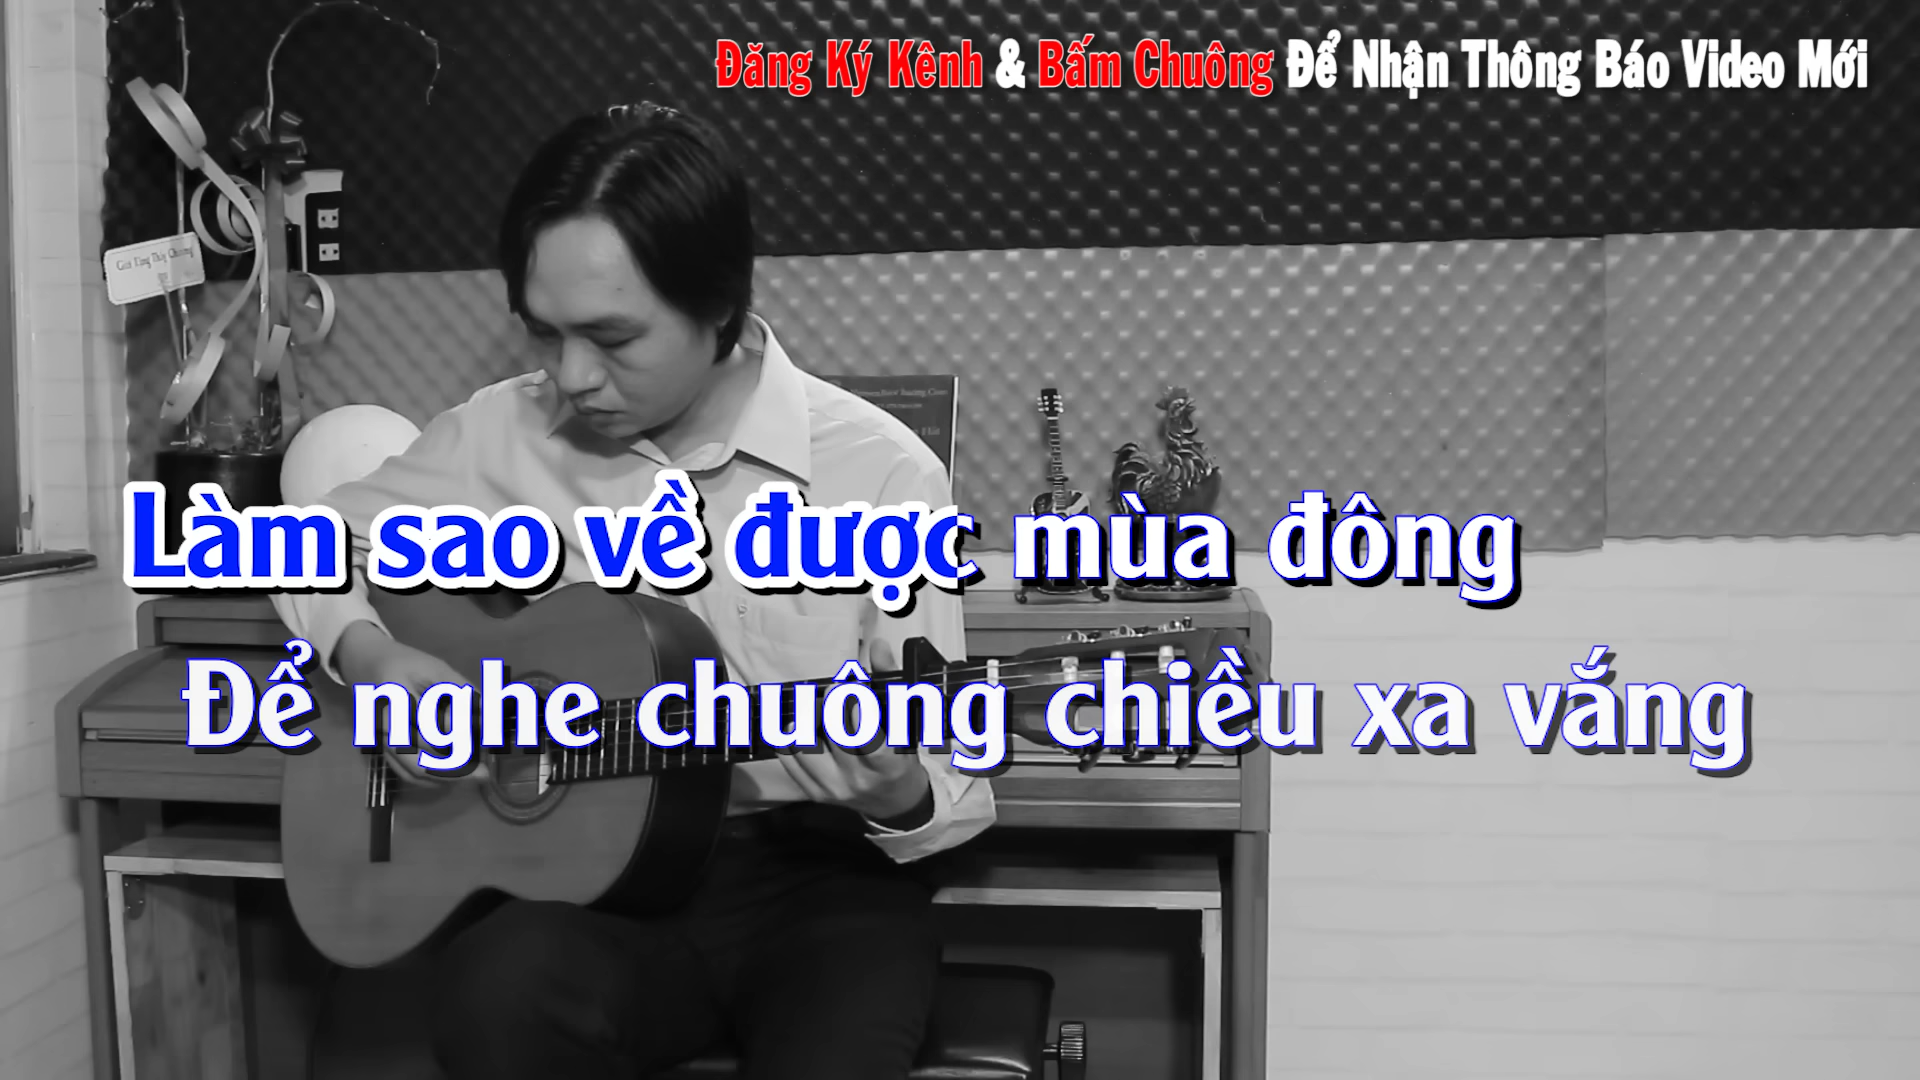 Đăng Ký Kênh & Bấm Chuông Để Nhận Thông Báo Video Mới
Làm sao về được mùa đông
Để nghe chuông chiều xa vắng